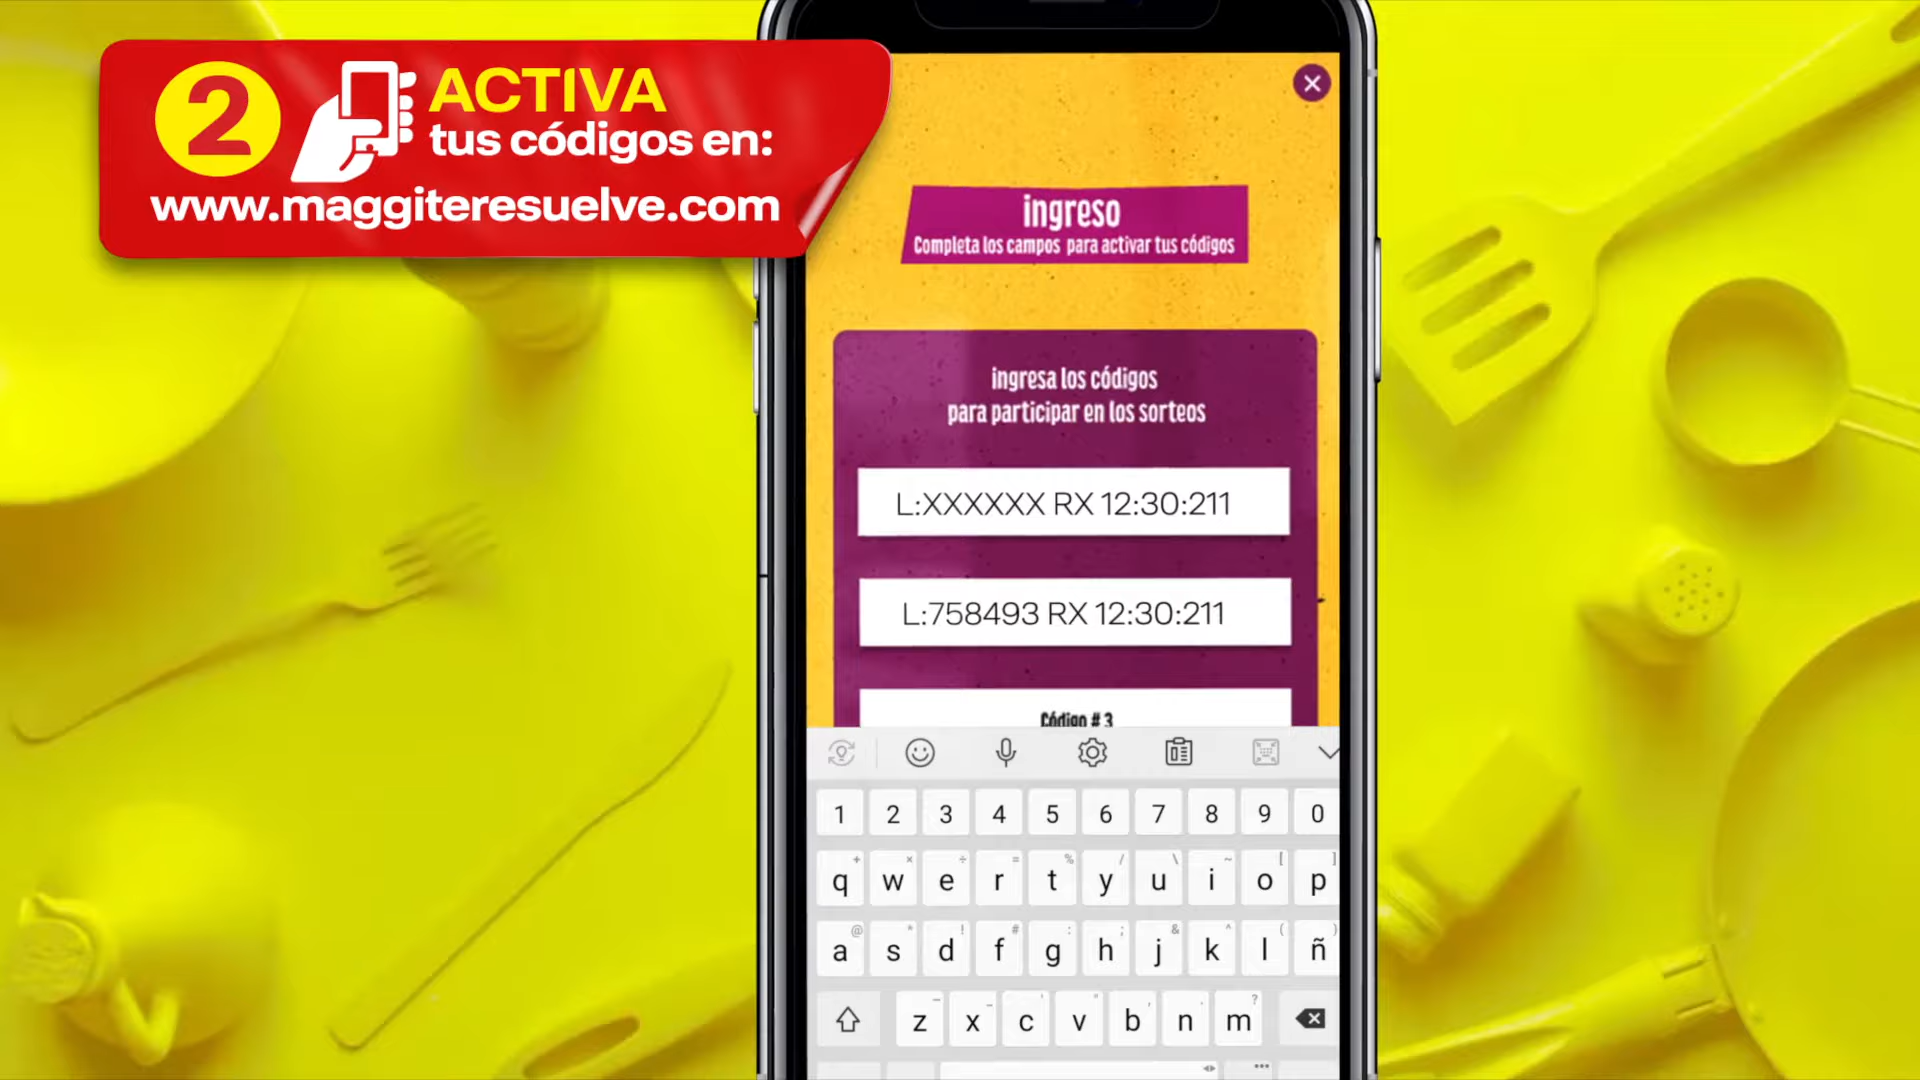 2
ACTIVA
tus códigos en:
www.maggiteresuelve.com
ingreso
Completa los campos para activar tus códigos
ingresa los códigos
para participar en los sorteos
L:XXXXXX RX 12:30:211
L:758493 RX 12:30:211
Código # 3
1 2 3 4 5 6 7 8 9 0
+ × ÷ = % / \ ~ [ ]
q w e r t y u i o p
@ * ! # : ; & ^ ( )
a s d f g h j k l ñ
z x c v b n m